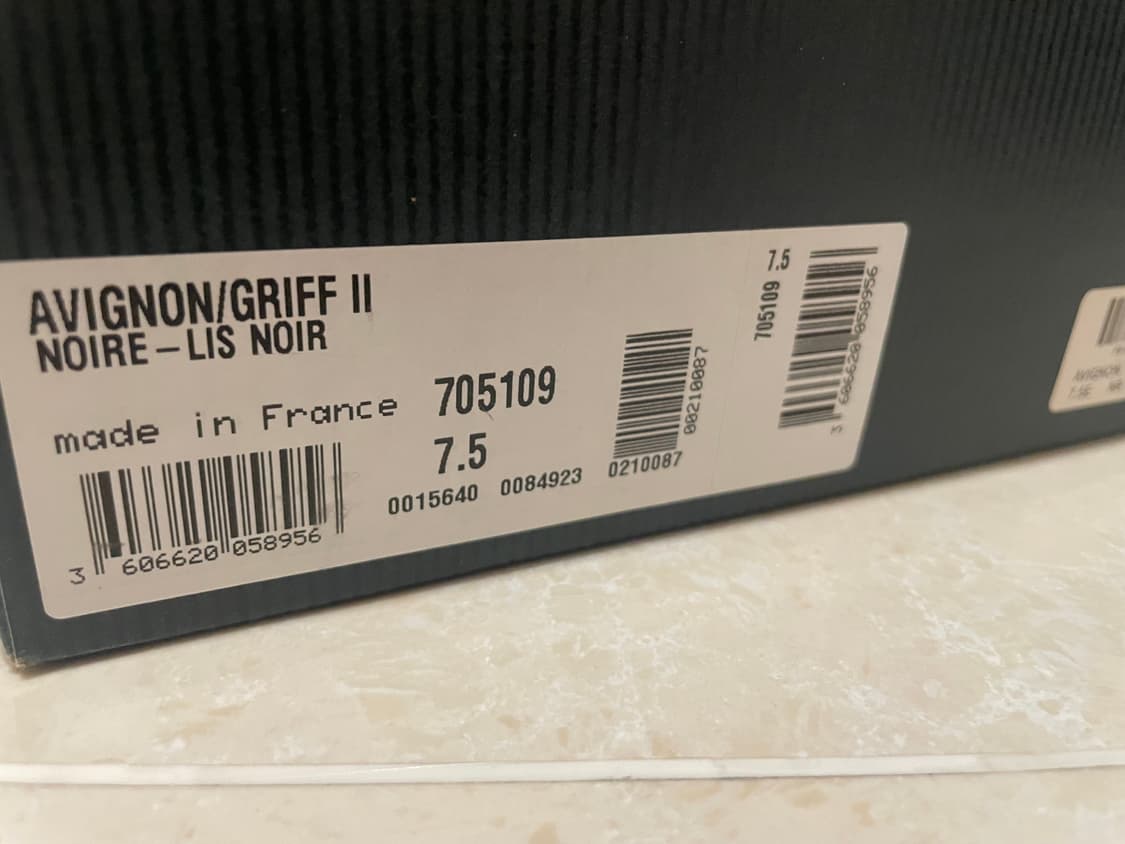 AVIGNON/GRIFF II
NOIRE – LIS NOIR
made in France
705109
7.5
0015640 0084923
3 606620 058956
00210087
0210087
705109 7.5
3 606620 058956
AVIGNON